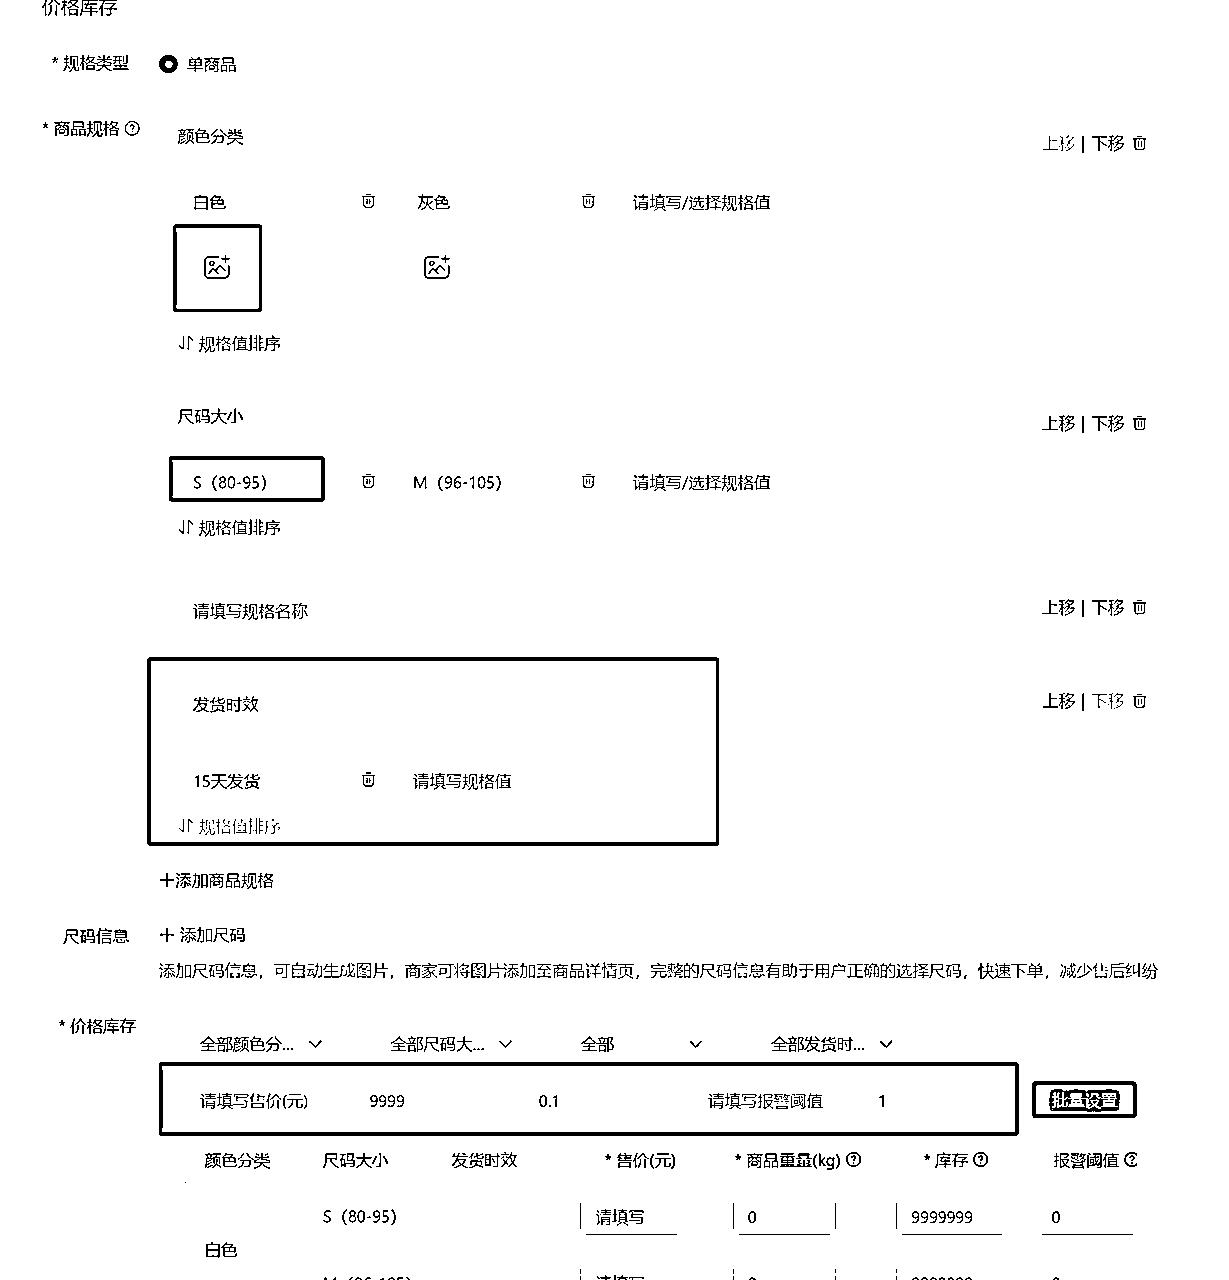 价格库存
* 规格类型 单商品
* 商品规格 颜色分类 上移 | 下移
白色 灰色 请填写/选择规格值
规格值排序
尺码大小 上移 | 下移
S（80-95） M（96-105） 请填写/选择规格值
规格值排序
请填写规格名称 上移 | 下移
发货时效 上移 | 下移
15天发货 请填写规格值
规格值排序
+添加商品规格
尺码信息 + 添加尺码
添加尺码信息，可自动生成图片，商家可将图片添加至商品详情页，完整的尺码信息有助于用户正确的选择尺码，快速下单，减少售后纠纷
* 价格库存 全部颜色分... 全部尺码大... 全部 全部发货时...
请填写售价(元) 9999 0.1 请填写报警阈值 1 批量设置
颜色分类 尺码大小 发货时效 * 售价(元) * 商品重量(kg) * 库存 报警阈值
S（80-95） 请填写 0 9999999 0
白色
M（96-105） 请填写 0 9999999 0